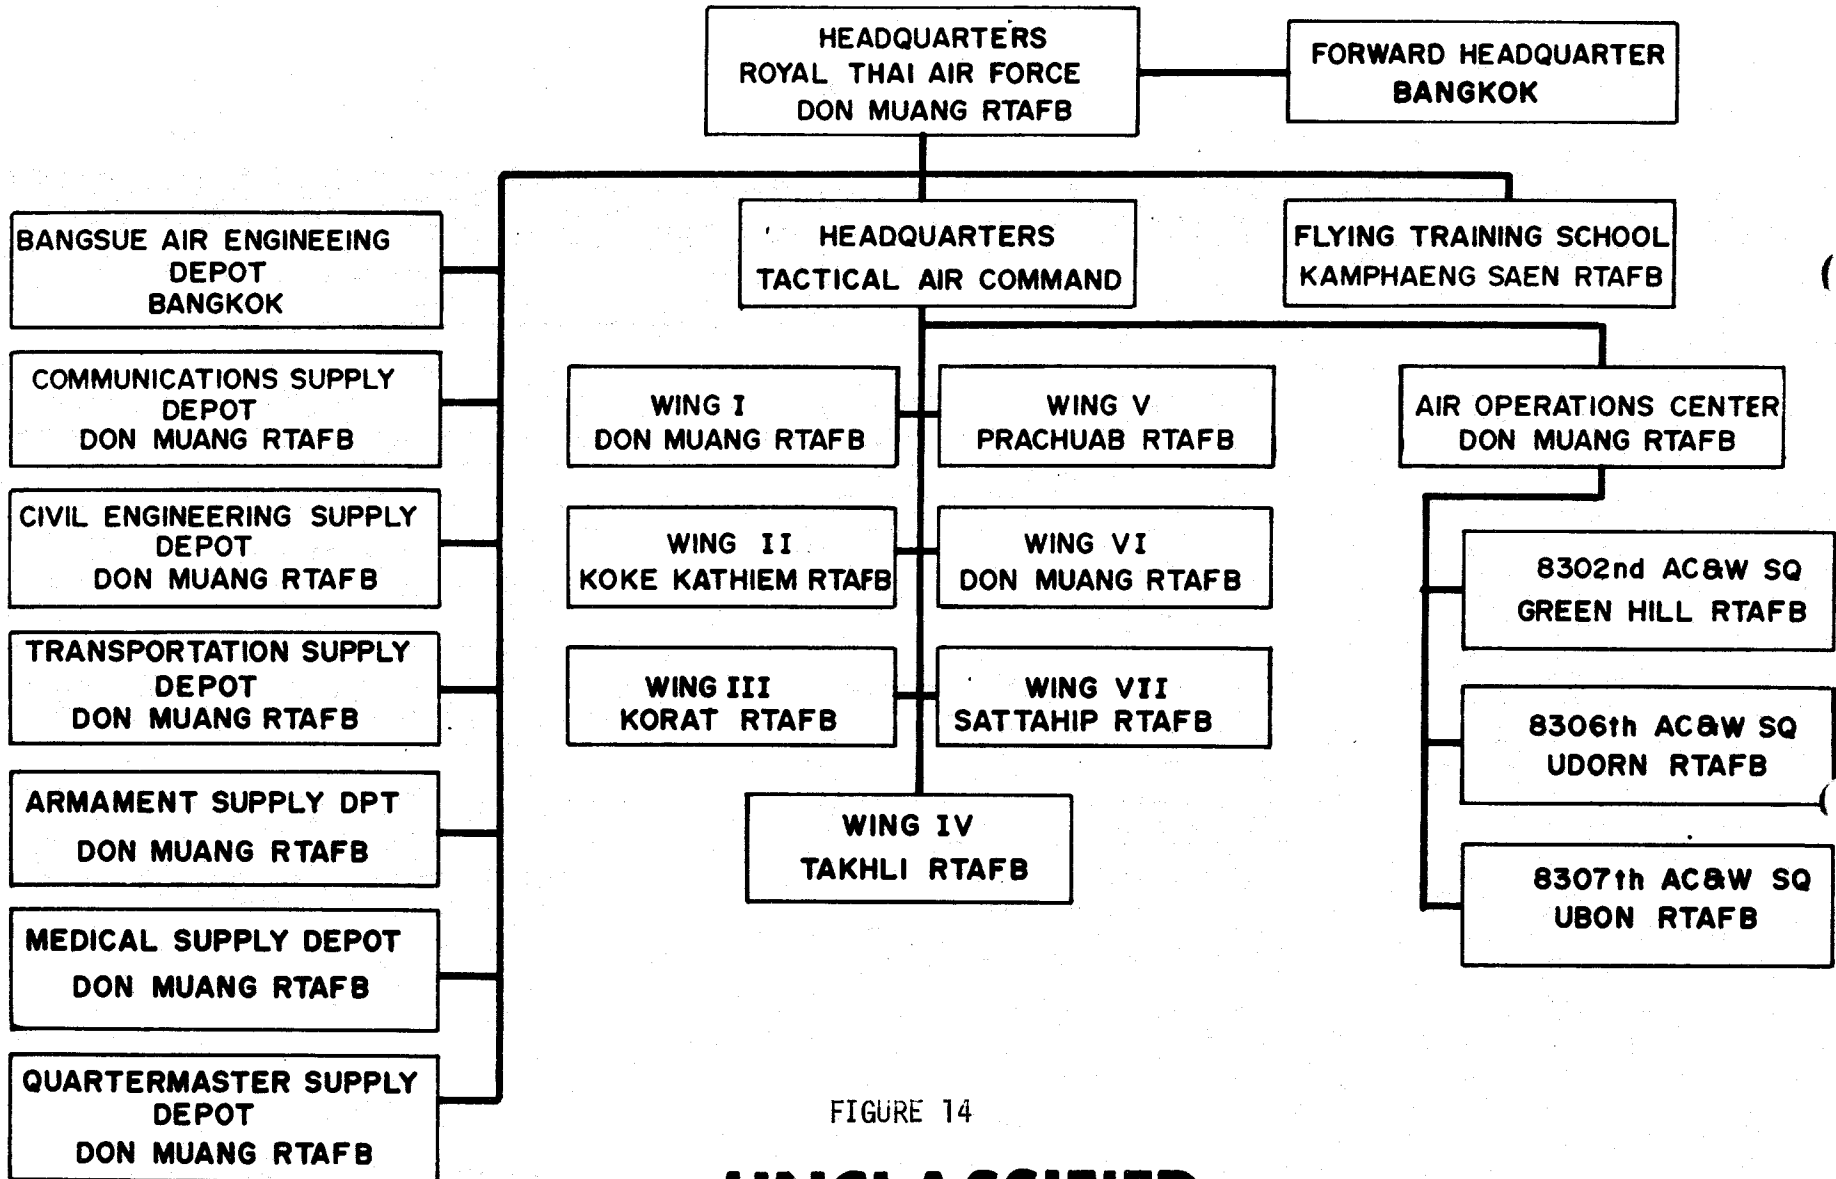 HEADQUARTERS
ROYAL THAI AIR FORCE
DON MUANG RTAFB
FORWARD HEADQUARTER
BANGKOK
BANGSUE AIR ENGINEEING
DEPOT
BANGKOK
COMMUNICATIONS SUPPLY
DEPOT
DON MUANG RTAFB
CIVIL ENGINEERING SUPPLY
DEPOT
DON MUANG RTAFB
TRANSPORTATION SUPPLY
DEPOT
DON MUANG RTAFB
ARMAMENT SUPPLY DPT
DON MUANG RTAFB
MEDICAL SUPPLY DEPOT
DON MUANG RTAFB
QUARTERMASTER SUPPLY
DEPOT
DON MUANG RTAFB
HEADQUARTERS
TACTICAL AIR COMMAND
FLYING TRAINING SCHOOL
KAMPHAENG SAEN RTAFB
WING I
DON MUANG RTAFB
WING V
PRACHUAB RTAFB
WING II
KOKE KATHIEM RTAFB
WING VI
DON MUANG RTAFB
WING III
KORAT RTAFB
WING VII
SATTAHIP RTAFB
WING IV
TAKHLI RTAFB
AIR OPERATIONS CENTER
DON MUANG RTAFB
8302nd AC&W SQ
GREEN HILL RTAFB
8306th AC&W SQ
UDORN RTAFB
8307th AC&W SQ
UBON RTAFB
FIGURE 14
UNCLASSIFIED